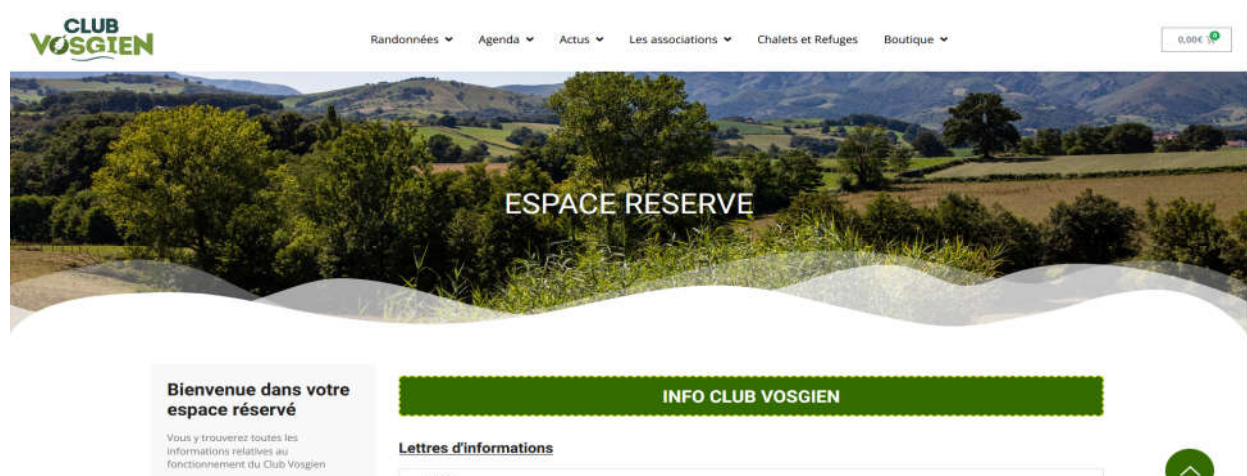 CLUB
VOSGIEN
Randonnées Agenda Actus Les associations Chalets et Refuges Boutique
0,00€ 0
ESPACE RESERVE
Bienvenue dans votre
espace réservé
Vous y trouverez toutes les
informations relatives au
fonctionnement du Club Vosgien
INFO CLUB VOSGIEN
Lettres d'informations